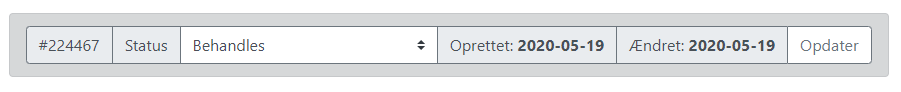 #224467 Status Behandles Oprettet: 2020-05-19 Ændret: 2020-05-19 Opdater